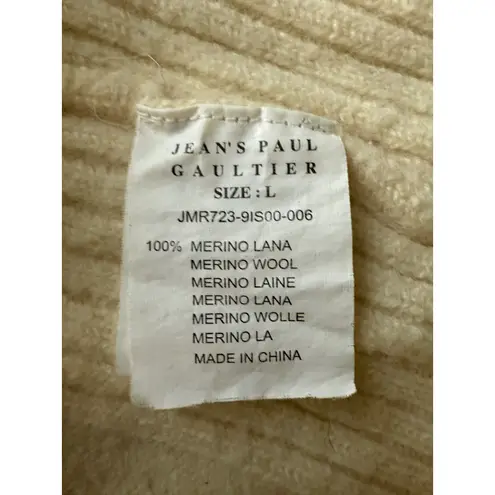 JEAN'S PAUL
GAULTIER
SIZE : L
JMR723-9IS00-006
100% MERINO LANA
MERINO WOOL
MERINO LAINE
MERINO LANA
MERINO WOLLE
MERINO LA
MADE IN CHINA